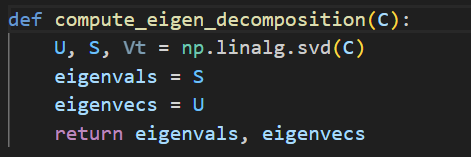 def compute_eigen_decomposition(C):
    U, S, Vt = np.linalg.svd(C)
    eigenvals = S
    eigenvecs = U
    return eigenvals, eigenvecs